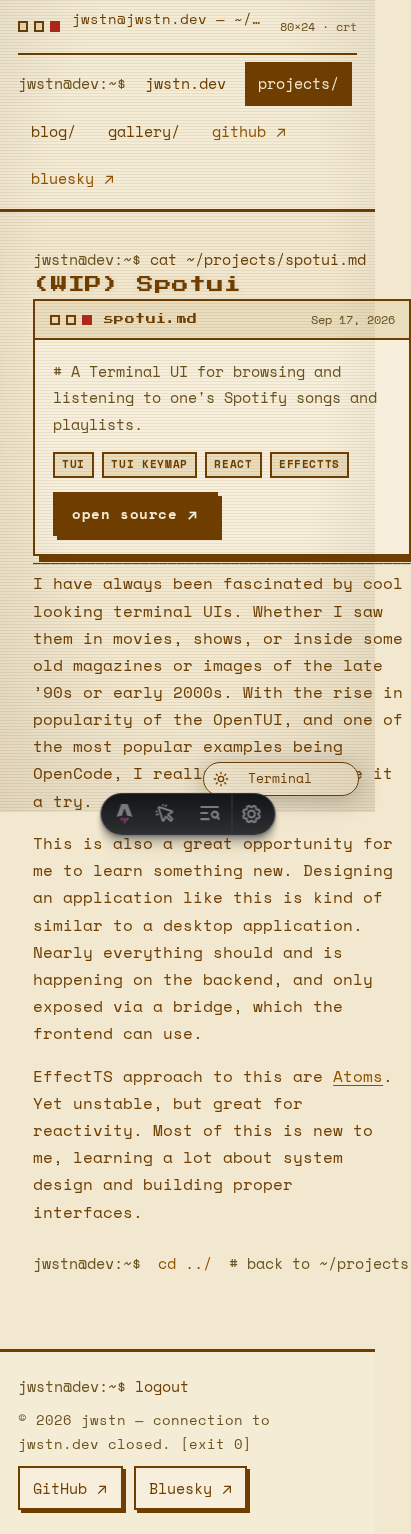 jwstn@jwstn.dev — ~/…
80×24 · crt
jwstn@dev:~$ jwstn.dev projects/
blog/ gallery/ github ↗
bluesky ↗
jwstn@dev:~$ cat ~/projects/spotui.md
(WIP) Spotui
spotui.md Sep 17, 2026
# A Terminal UI for browsing and
listening to one's Spotify songs and
playlists.
TUI TUI KEYMAP REACT EFFECTTS
open source ↗
I have always been fascinated by cool
looking terminal UIs. Whether I saw
them in movies, shows, or inside some
old magazines or images of the late
’90s or early 2000s. With the rise in
popularity of the OpenTUI, and one of
the most popular examples being
OpenCode, I reall e it
Terminal
a try.
This is also a great opportunity for
me to learn something new. Designing
an application like this is kind of
similar to a desktop application.
Nearly everything should and is
happening on the backend, and only
exposed via a bridge, which the
frontend can use.
EffectTS approach to this are Atoms.
Yet unstable, but great for
reactivity. Most of this is new to
me, learning a lot about system
design and building proper
interfaces.
jwstn@dev:~$ cd ../ # back to ~/projects
jwstn@dev:~$ logout
© 2026 jwstn — connection to
jwstn.dev closed. [exit 0]
GitHub ↗ Bluesky ↗